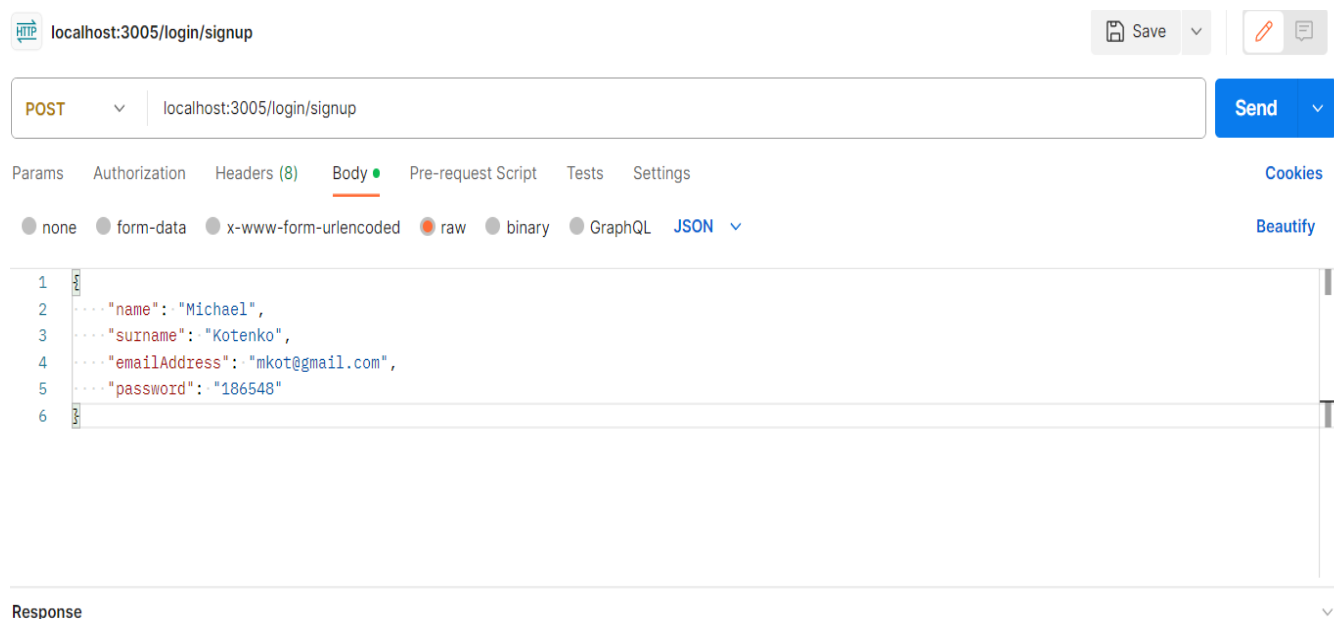 HTTP localhost:3005/login/signup Save
POST localhost:3005/login/signup Send
Params Authorization Headers (8) Body Pre-request Script Tests Settings Cookies
none form-data x-www-form-urlencoded raw binary GraphQL JSON Beautify
1 {
2 "name": "Michael",
3 "surname": "Kotenko",
4 "emailAddress": "mkot@gmail.com",
5 "password": "186548"
6 }
Response